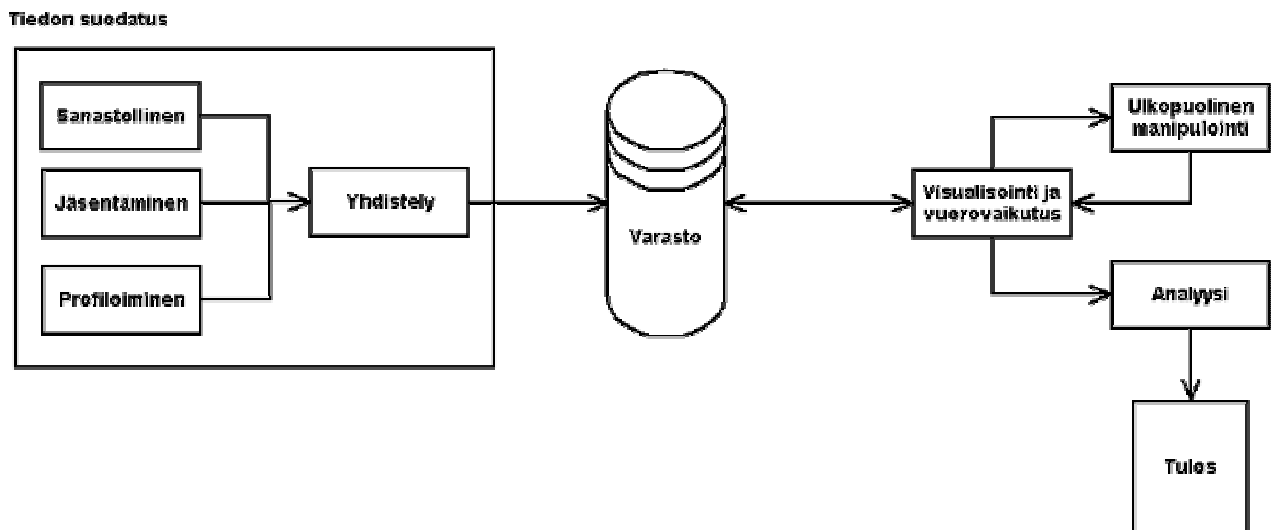 Tiedon suodatus
Sanastollinen
Jäsentäminen
Profiloiminen
Yhdistely
Varasto
Visualisointi ja
vuorovaikutus
Ulkopuolinen
manipulointi
Analyysi
Tulos